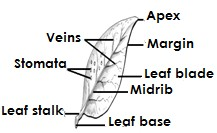 Apex
Veins
Margin
Stomata
Leaf blade
Midrib
Leaf stalk
Leaf base